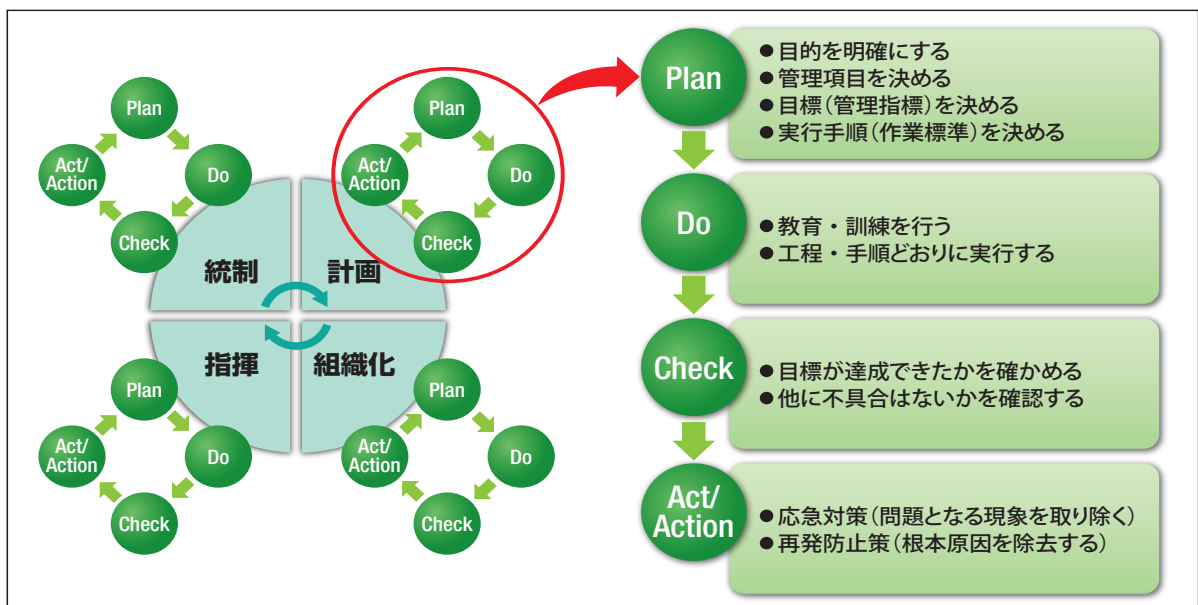 Plan
Act/
Action
Do
Check
Plan
Act/
Action
Do
Check
統制
計画
指揮
組織化
Plan
Act/
Action
Do
Check
Plan
Act/
Action
Do
Check
Plan
●目的を明確にする
●管理項目を決める
●目標(管理指標)を決める
●実行手順(作業標準)を決める
Do
●教育・訓練を行う
●工程・手順どおりに実行する
Check
●目標が達成できたかを確かめる
●他に不具合はないかを確認する
Act/
Action
●応急対策(問題となる現象を取り除く)
●再発防止策(根本原因を除去する)